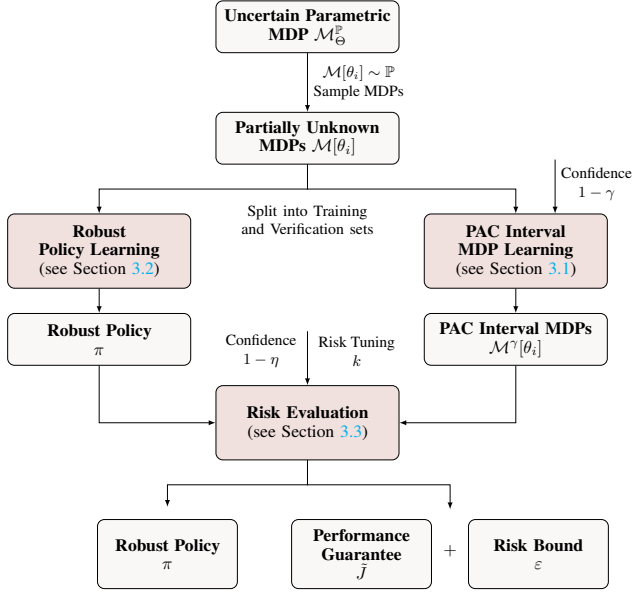 Uncertain Parametric
MDP $\mathcal{M}_{\Theta}^{\mathbb{P}}$
$\mathcal{M}[\theta_i] \sim \mathbb{P}$
Sample MDPs
Partially Unknown
MDPs $\mathcal{M}[\theta_i]$
Confidence
$1 - \gamma$
Split into Training
and Verification sets
Robust
Policy Learning
(see Section 3.2)
PAC Interval
MDP Learning
(see Section 3.1)
Robust Policy
$\pi$
PAC Interval MDPs
$\mathcal{M}^{\gamma}[\theta_i]$
Confidence
$1 - \eta$
Risk Tuning
$k$
Risk Evaluation
(see Section 3.3)
Robust Policy
$\pi$
Performance
Guarantee
$\tilde{J}$
+
Risk Bound
$\varepsilon$